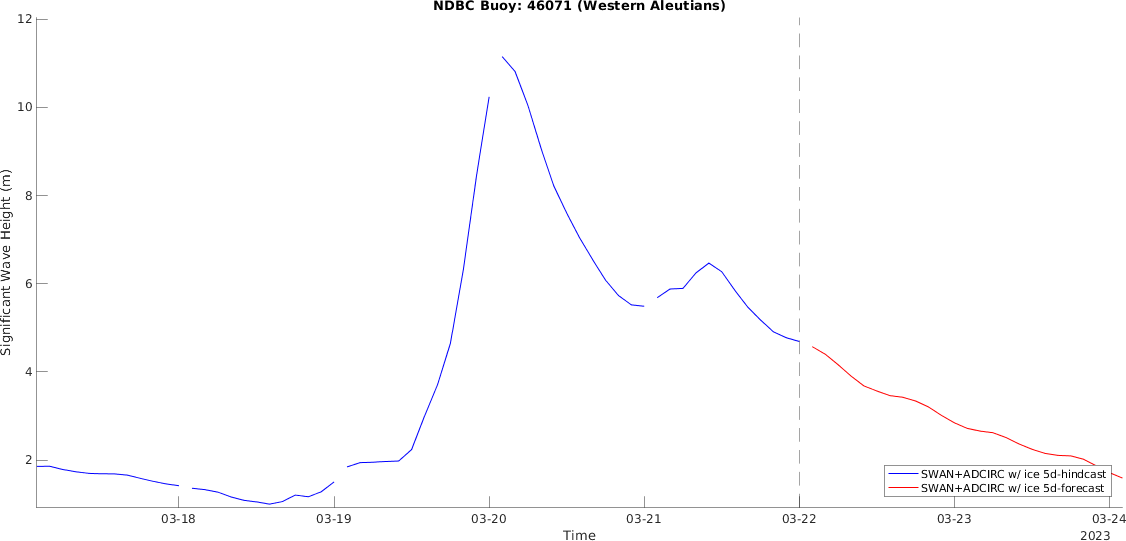 NDBC Buoy: 46071 (Western Aleutians)
12
10
8
6
4
2
Significant Wave Height (m)
SWAN+ADCIRC w/ ice 5d-hindcast
SWAN+ADCIRC w/ ice 5d-forecast
03-18 03-19 03-20 03-21 03-22 03-23 03-24
Time
2023